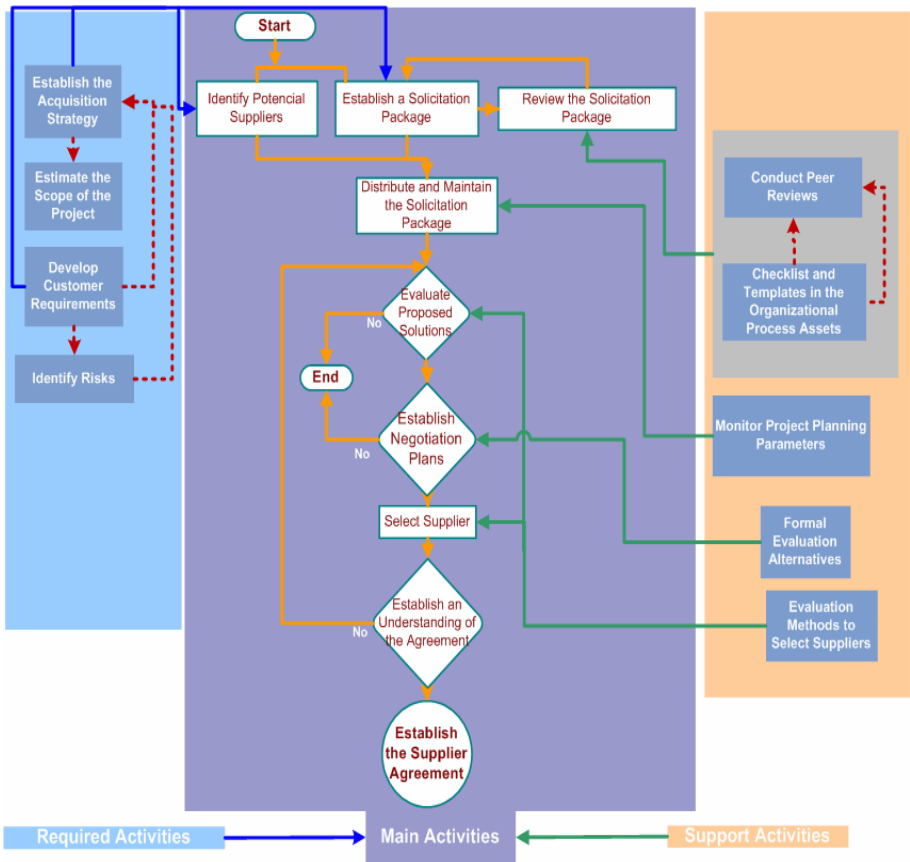 Start
Establish the
Acquisition
Strategy
Identify Potencial
Suppliers
Establish a Solicitation
Package
Review the Solicitation
Package
Estimate the
Scope of the
Project
Distribute and Maintain
the Solicitation
Package
Conduct Peer
Reviews
Develop
Customer
Requirements
Checklist and
Templates in the
Organizational
Process Assets
Evaluate
Proposed
Solutions
No
Identify Risks
End
Establish
Negotiation
Plans
No
Monitor Project Planning
Parameters
Select Supplier
Formal
Evaluation
Alternatives
Establish an
Understanding of
the Agreement
No
Evaluation
Methods to
Select Suppliers
Establish
the Supplier
Agreement
Required Activities
Main Activities
Support Activities